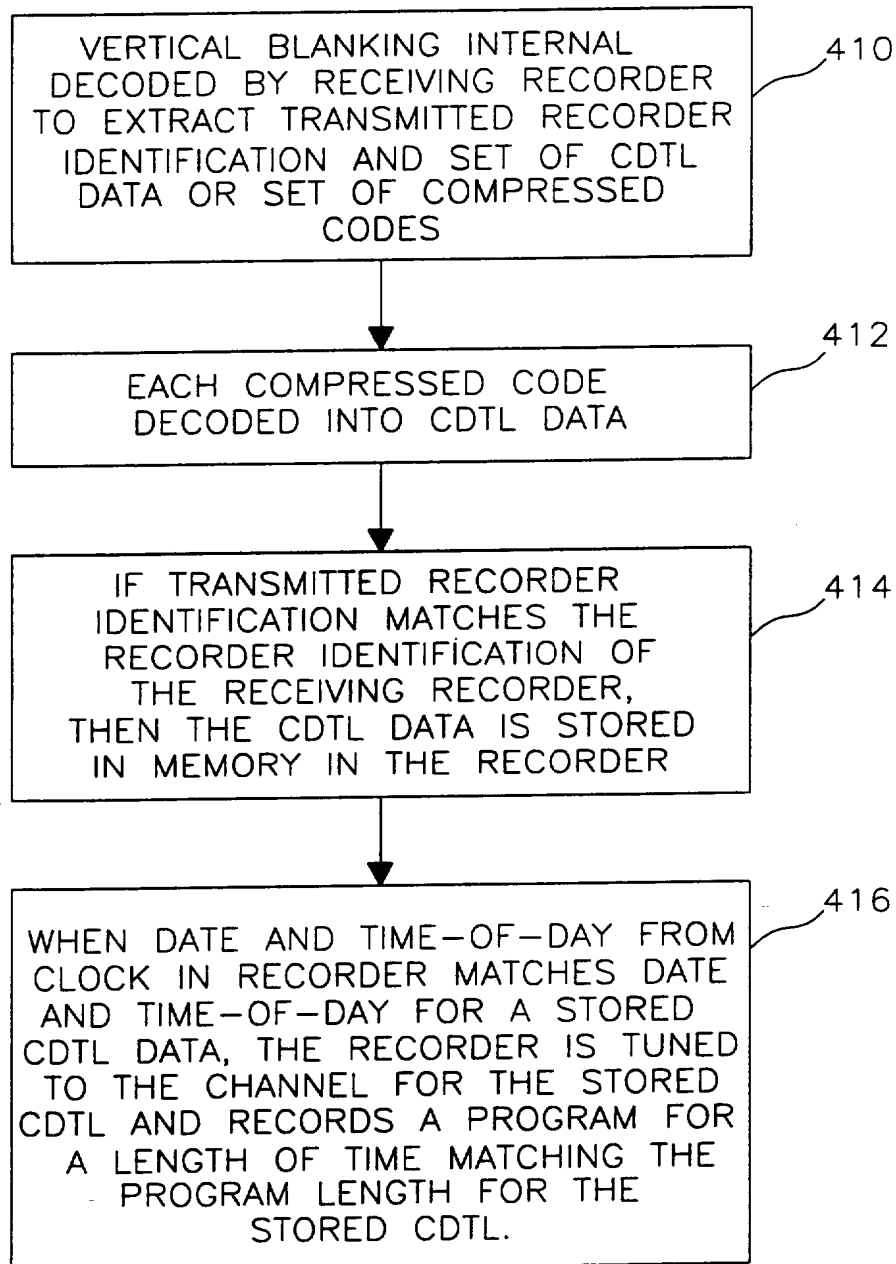 VERTICAL BLANKING INTERNAL
DECODED BY RECEIVING RECORDER
TO EXTRACT TRANSMITTED RECORDER
IDENTIFICATION AND SET OF CDTL
DATA OR SET OF COMPRESSED
CODES
410
EACH COMPRESSED CODE
DECODED INTO CDTL DATA
412
IF TRANSMITTED RECORDER
IDENTIFICATION MATCHES THE
RECORDER IDENTIFICATION OF
THE RECEIVING RECORDER,
THEN THE CDTL DATA IS STORED
IN MEMORY IN THE RECORDER
414
WHEN DATE AND TIME-OF-DAY FROM
CLOCK IN RECORDER MATCHES DATE
AND TIME-OF-DAY FOR A STORED
CDTL DATA, THE RECORDER IS TUNED
TO THE CHANNEL FOR THE STORED
CDTL AND RECORDS A PROGRAM FOR
A LENGTH OF TIME MATCHING THE
PROGRAM LENGTH FOR THE
STORED CDTL.
416